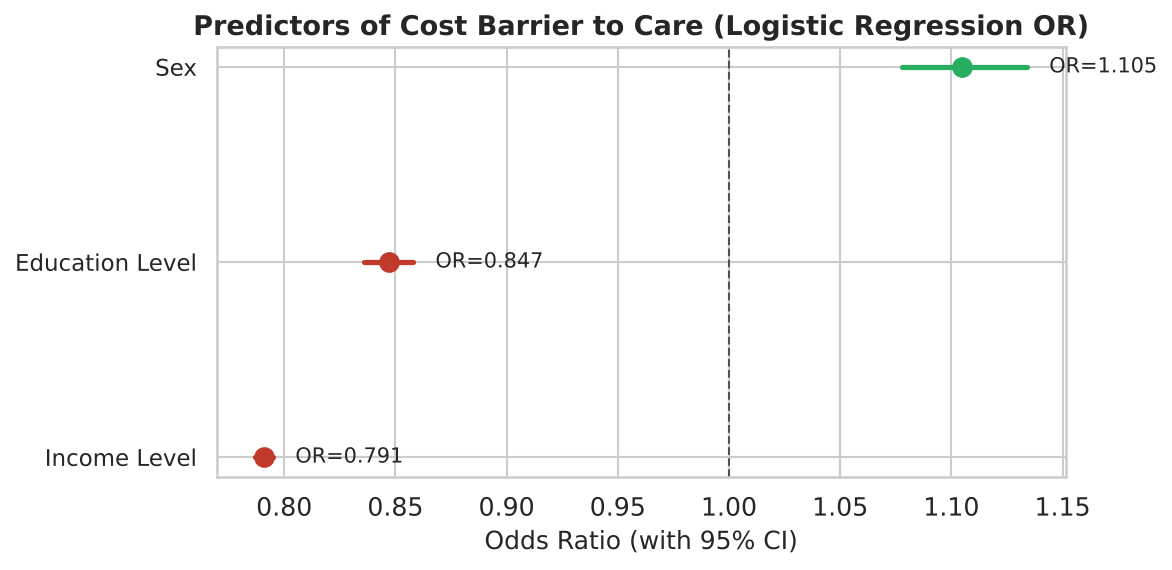 Predictors of Cost Barrier to Care (Logistic Regression OR)
Sex
OR=1.105
Education Level
OR=0.847
Income Level
OR=0.791
0.80 0.85 0.90 0.95 1.00 1.05 1.10 1.15
Odds Ratio (with 95% CI)